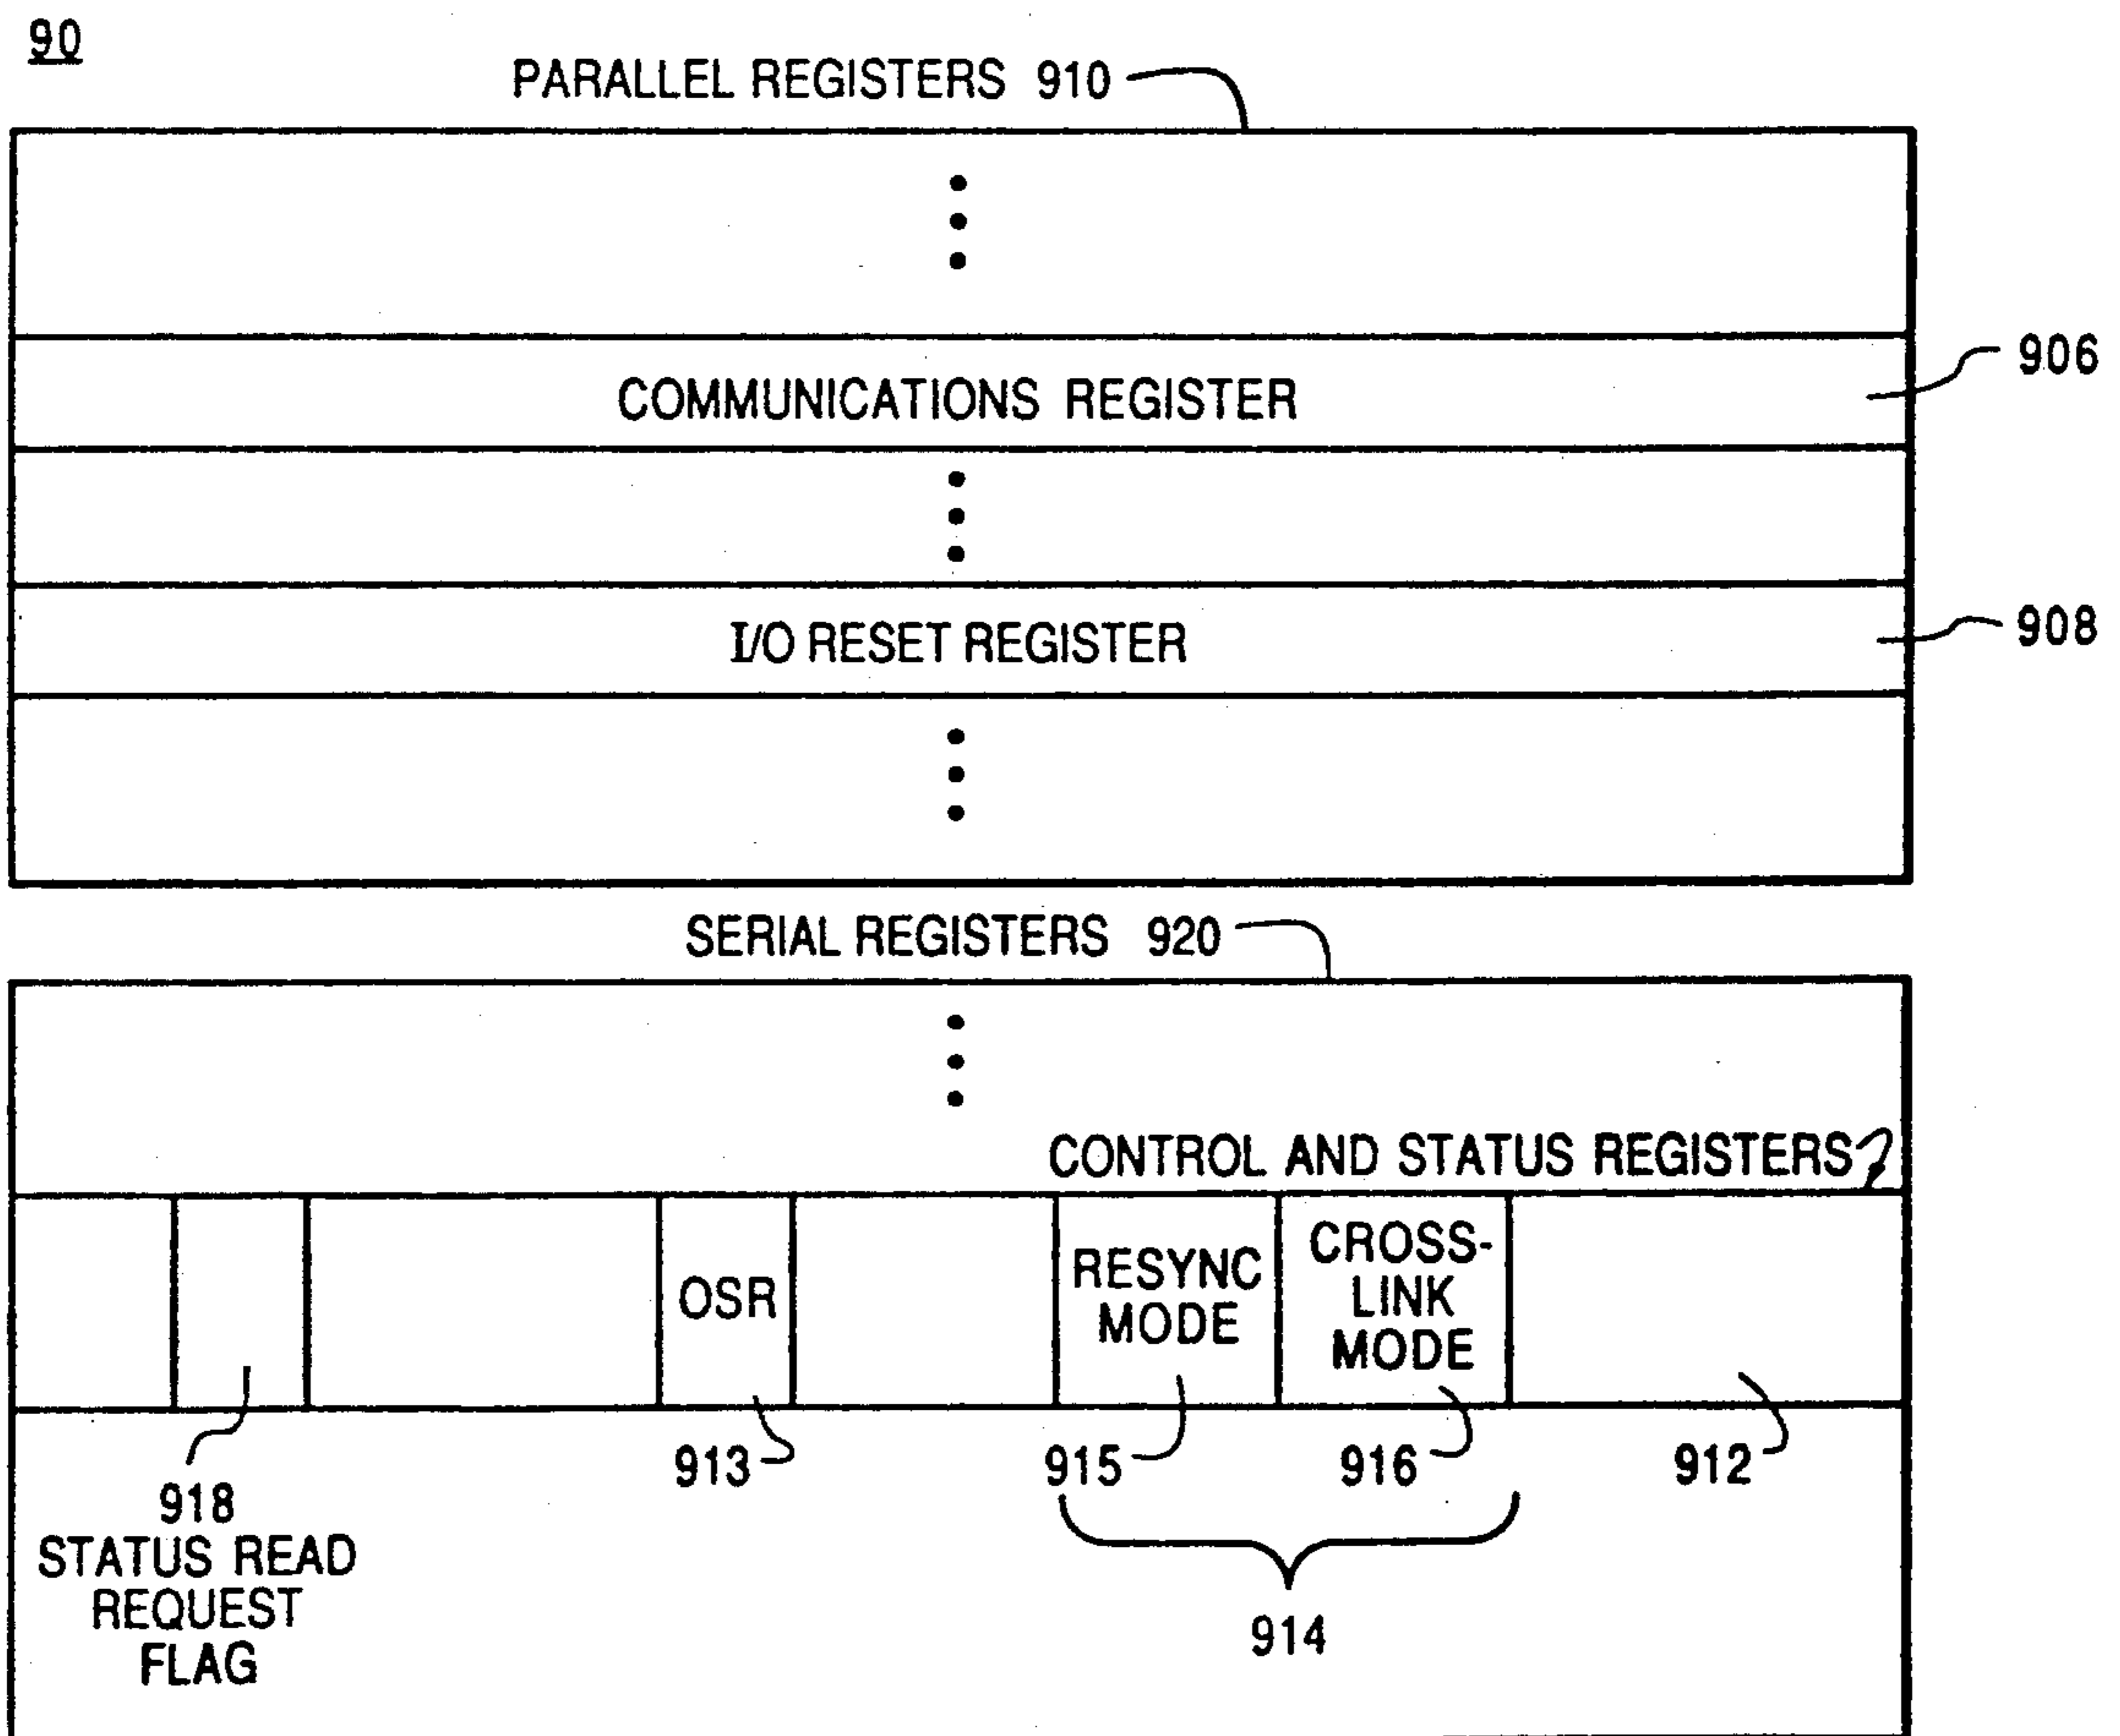 90
PARALLEL REGISTERS 910
COMMUNICATIONS REGISTER
906
I/O RESET REGISTER
908
SERIAL REGISTERS 920
CONTROL AND STATUS REGISTERS
OSR
RESYNC
MODE
CROSS-
LINK
MODE
918
STATUS READ
REQUEST
FLAG
913
915
916
912
914